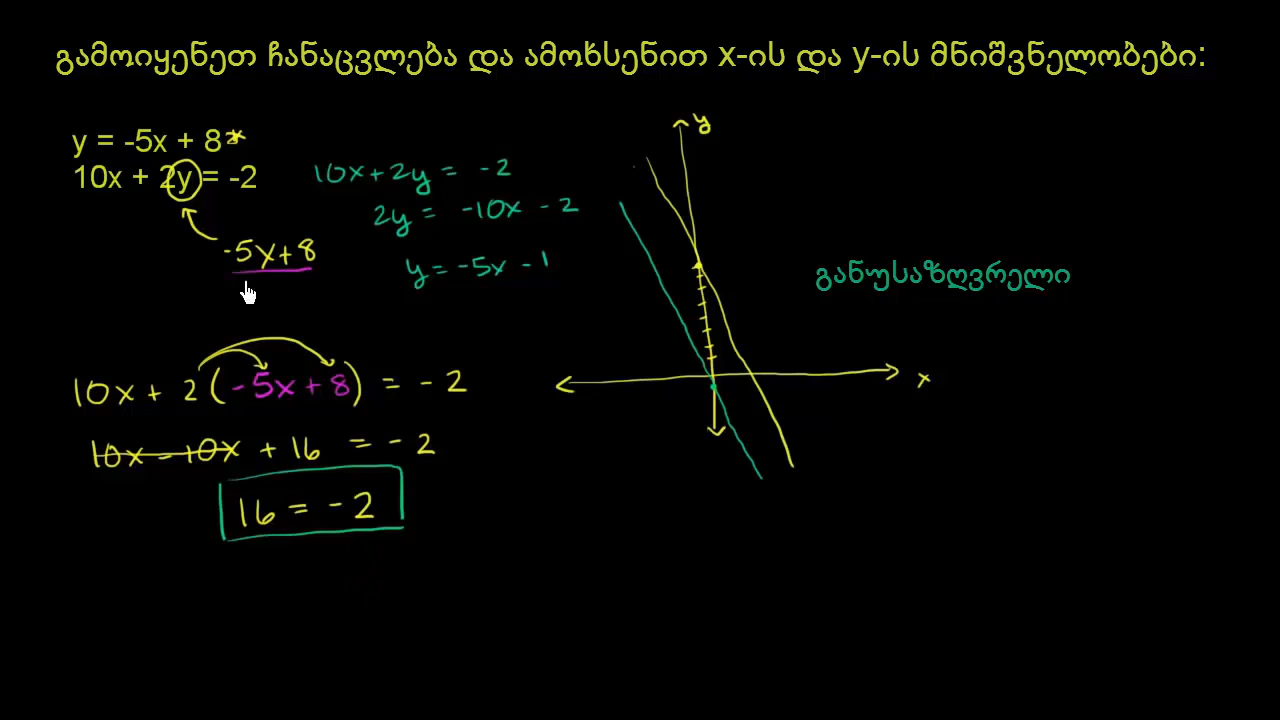 გამოიყენეთ ჩანაცვლება და ამოხსენით x-ის და y-ის მნიშვნელობები:
y = -5x + 8*
10x + 2y = -2
-5x+8
10x+2y = -2
2y = -10x - 2
y = -5x - 1
y
განუსაზღვრელი
x
10x + 2(-5x+8) = -2
10x - 10x + 16 = -2
16 = -2